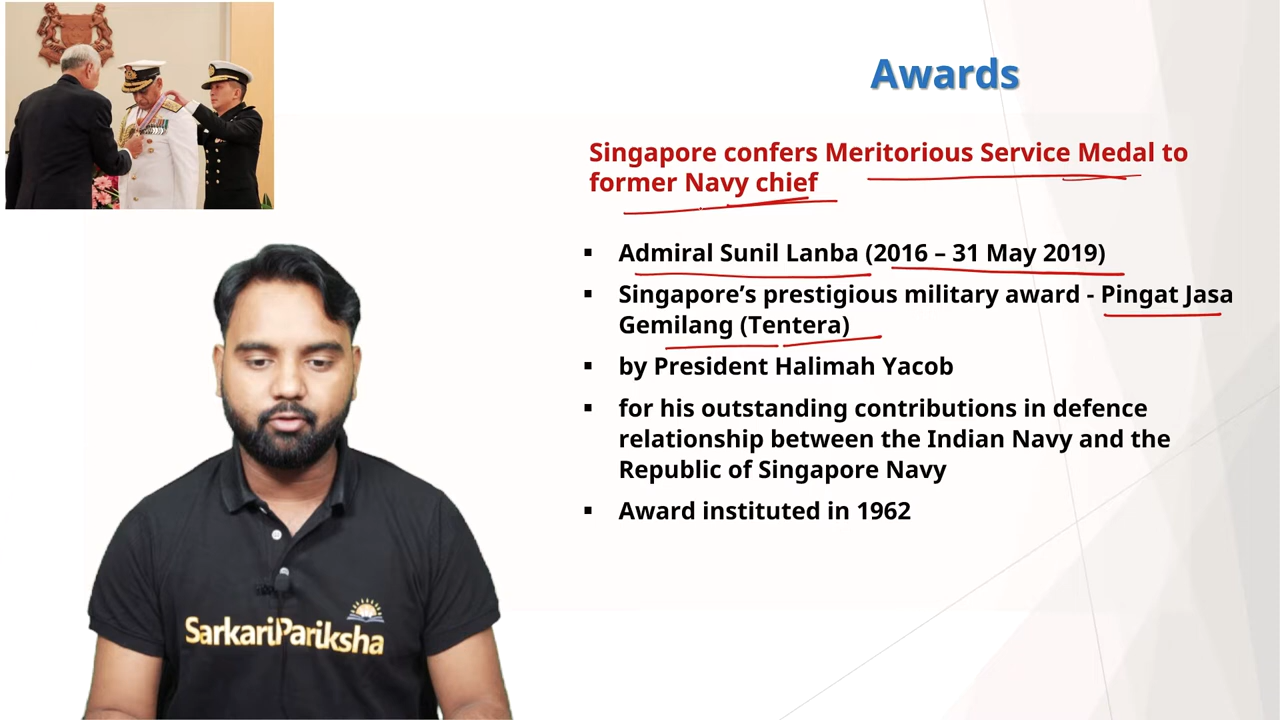 Awards
Singapore confers Meritorious Service Medal to
former Navy chief
▪ Admiral Sunil Lanba (2016 – 31 May 2019)
▪ Singapore’s prestigious military award - Pingat Jasa
Gemilang (Tentera)
▪ by President Halimah Yacob
▪ for his outstanding contributions in defence
relationship between the Indian Navy and the
Republic of Singapore Navy
▪ Award instituted in 1962
SarkariPariksha